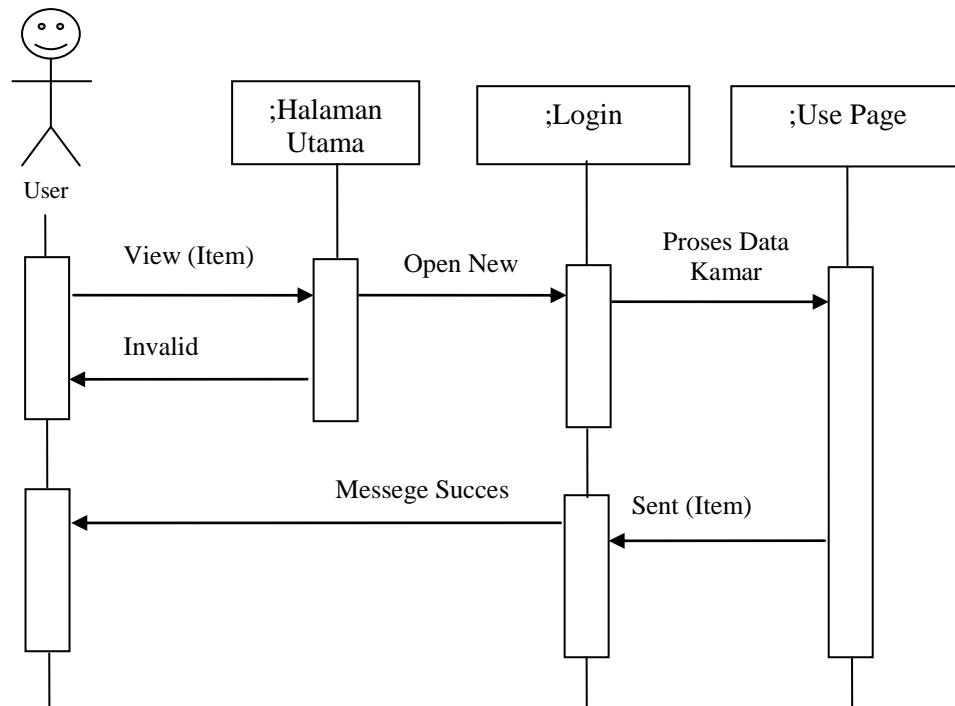 ;Halaman
Utama
;Login
;Use Page
User
View (Item)
Open New
Proses Data
Kamar
Invalid
Messege Succes
Sent (Item)